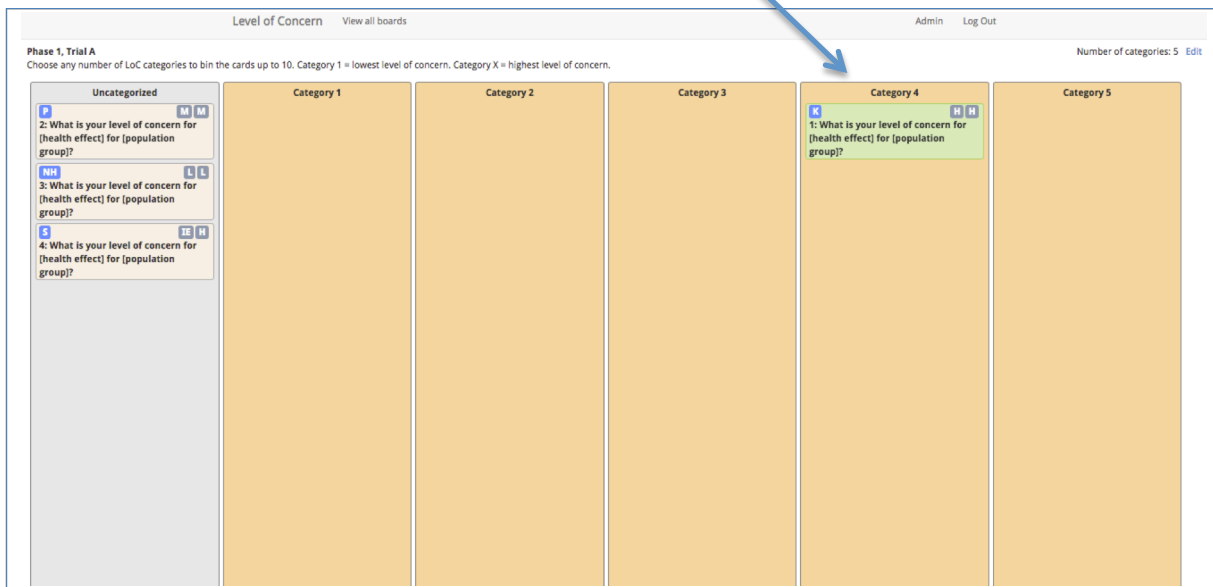 Level of Concern View all boards Admin Log Out
Phase 1, Trial A
Number of categories: 5 Edit
Choose any number of LoC categories to bin the cards up to 10. Category 1 = lowest level of concern. Category X = highest level of concern.
Uncategorized
P M M
2: What is your level of concern for
[health effect] for [population
group]?
NH L L
3: What is your level of concern for
[health effect] for [population
group]?
S IE H
4: What is your level of concern for
[health effect] for [population
group]?
Category 1
Category 2
Category 3
Category 4
K H H
1: What is your level of concern for
[health effect] for [population
group]?
Category 5